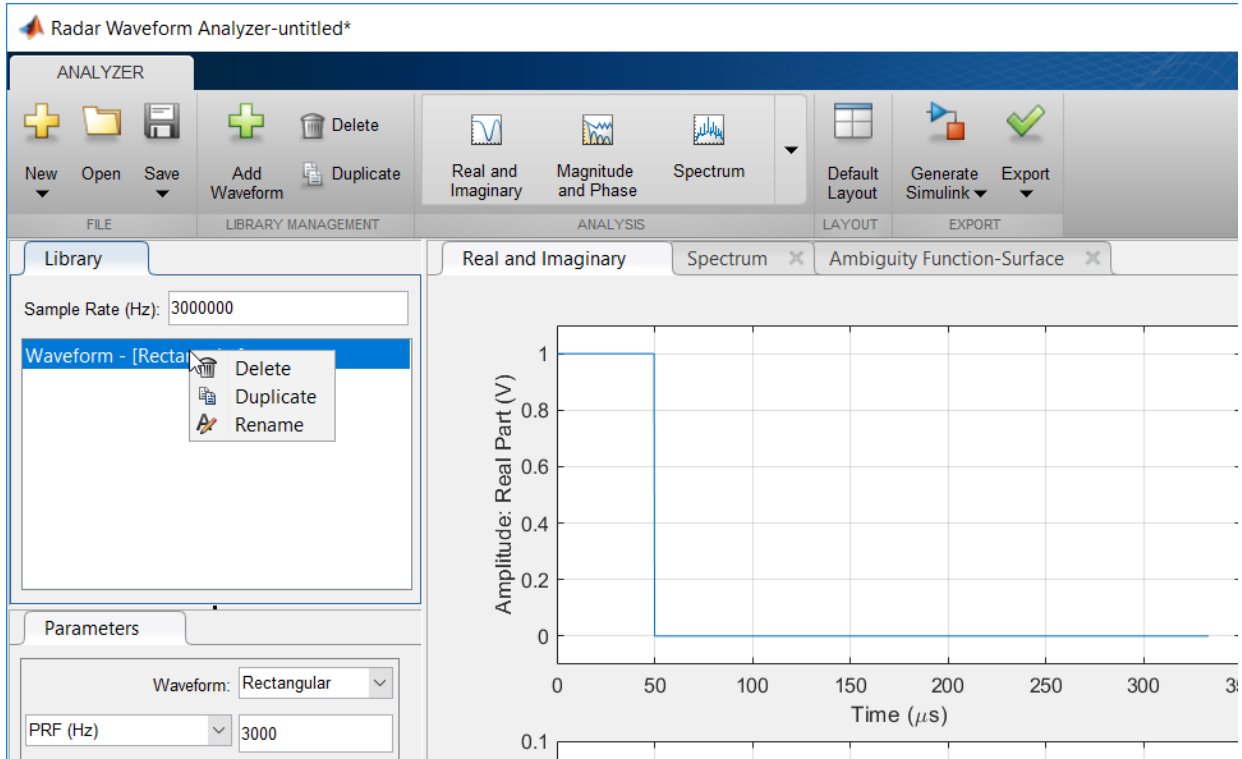 Radar Waveform Analyzer-untitled*
ANALYZER
New
Open
Save
Add
Waveform
Delete
Duplicate
Real and
Imaginary
Magnitude
and Phase
Spectrum
Default
Layout
Generate
Simulink
Export
FILE
LIBRARY MANAGEMENT
ANALYSIS
LAYOUT
EXPORT
Library
Sample Rate (Hz): 3000000
Waveform - [Recta
Delete
Duplicate
Rename
Parameters
Waveform: Rectangular
PRF (Hz) 3000
Real and Imaginary
Spectrum
Ambiguity Function-Surface
Amplitude: Real Part (V)
1
0.8
0.6
0.4
0.2
0
0 50 100 150 200 250 300
Time (μs)
0.1